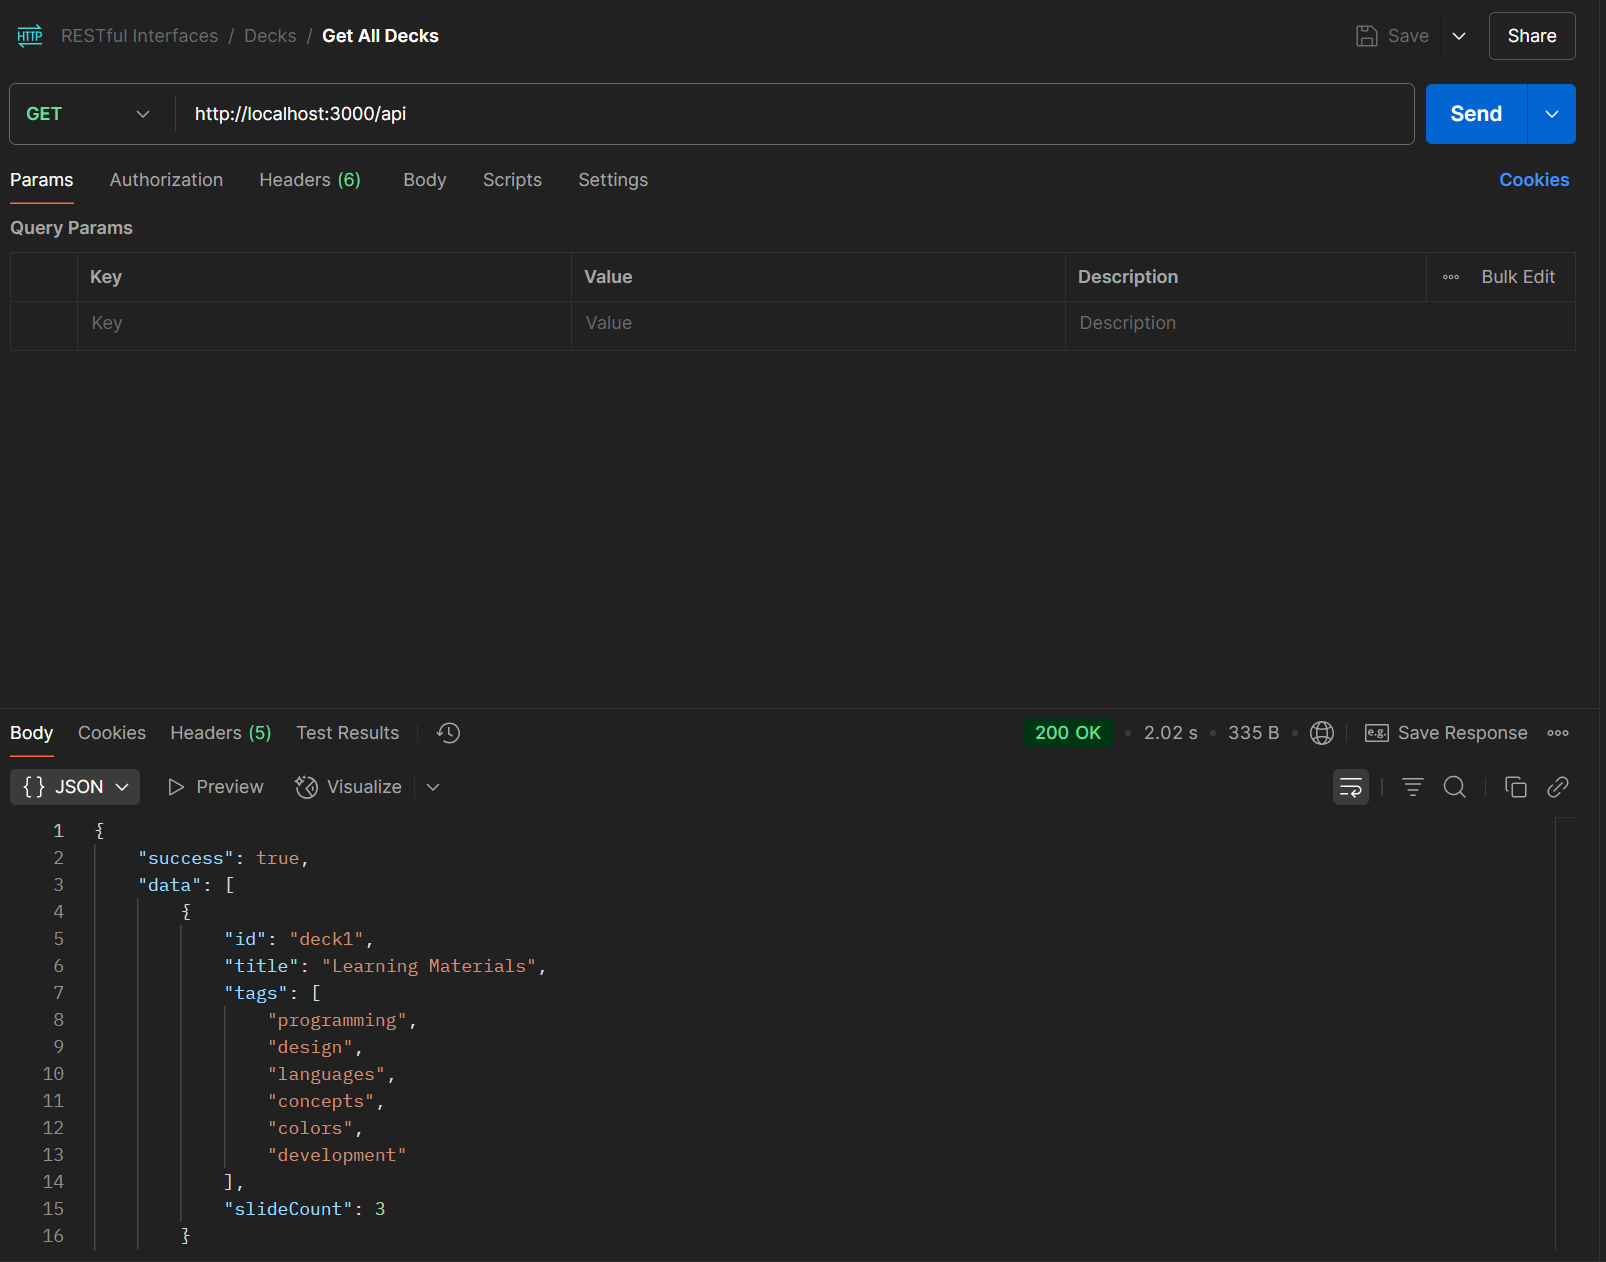 HTTP RESTful Interfaces / Decks / Get All Decks Save Share
GET http://localhost:3000/api Send
Params Authorization Headers (6) Body Scripts Settings Cookies
Query Params
Key Value Description Bulk Edit
Key Value Description
Body Cookies Headers (5) Test Results 200 OK • 2.02 s • 335 B • e.g. Save Response
{} JSON Preview Visualize
1 {
2 "success": true,
3 "data": [
4 {
5 "id": "deck1",
6 "title": "Learning Materials",
7 "tags": [
8 "programming",
9 "design",
10 "languages",
11 "concepts",
12 "colors",
13 "development"
14 ],
15 "slideCount": 3
16 }